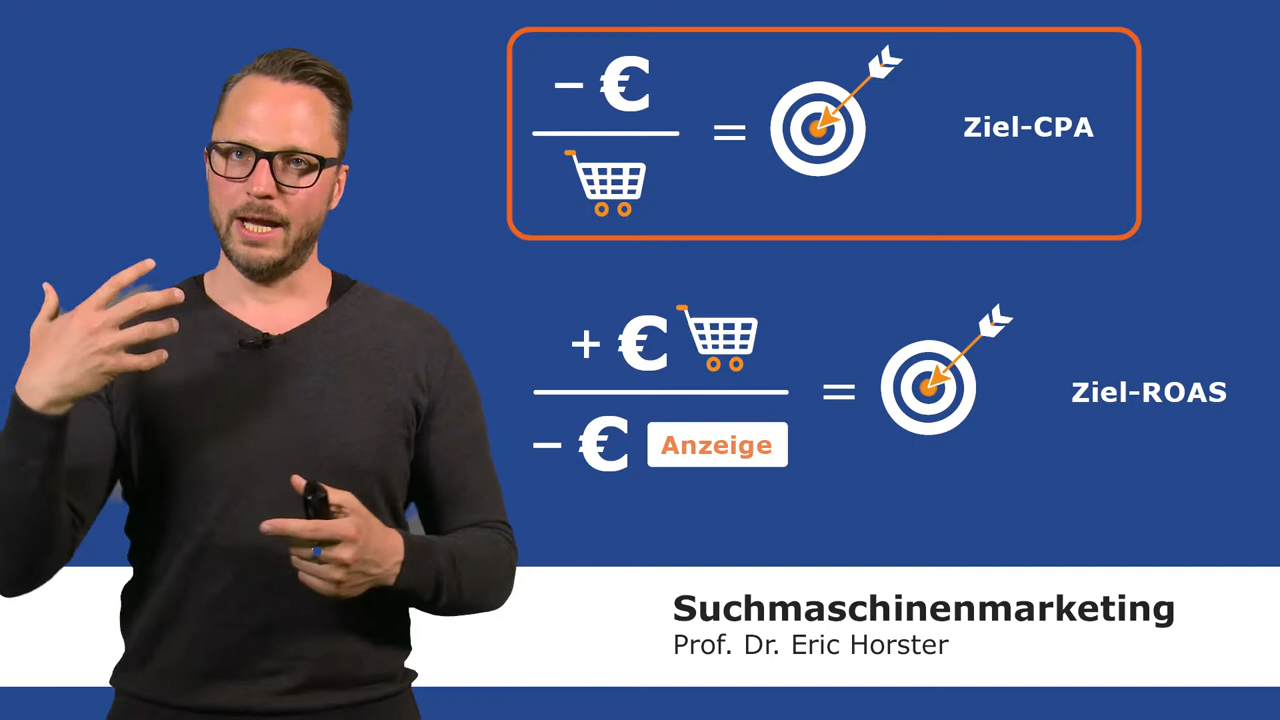 – €
= Ziel-CPA
+ €
– € Anzeige
= Ziel-ROAS
Suchmaschinenmarketing
Prof. Dr. Eric Horster